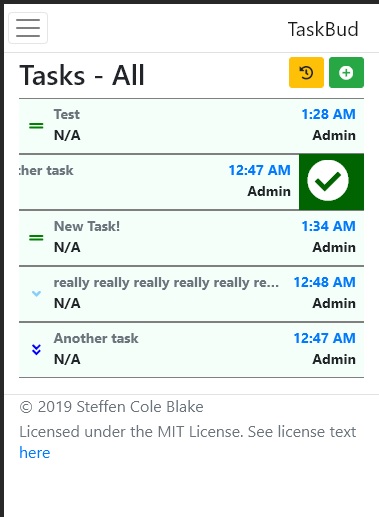 TaskBud
Tasks - All
Test 1:28 AM
N/A Admin
ther task 12:47 AM
Admin
New Task! 1:34 AM
N/A Admin
really really really really really re... 12:48 AM
N/A Admin
Another task 12:47 AM
N/A Admin
© 2019 Steffen Cole Blake
Licensed under the MIT License. See license text
here